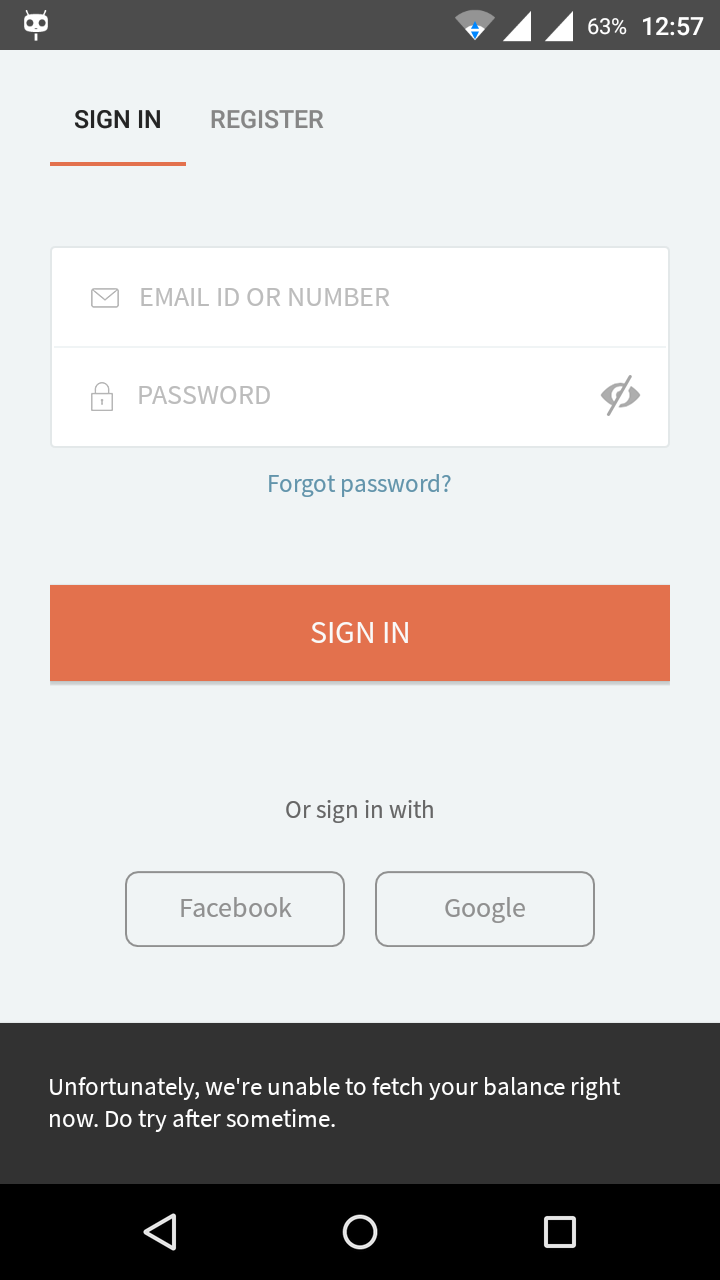 63% 12:57
SIGN IN REGISTER
EMAIL ID OR NUMBER
PASSWORD
Forgot password?
SIGN IN
Or sign in with
Facebook Google
Unfortunately, we're unable to fetch your balance right
now. Do try after sometime.